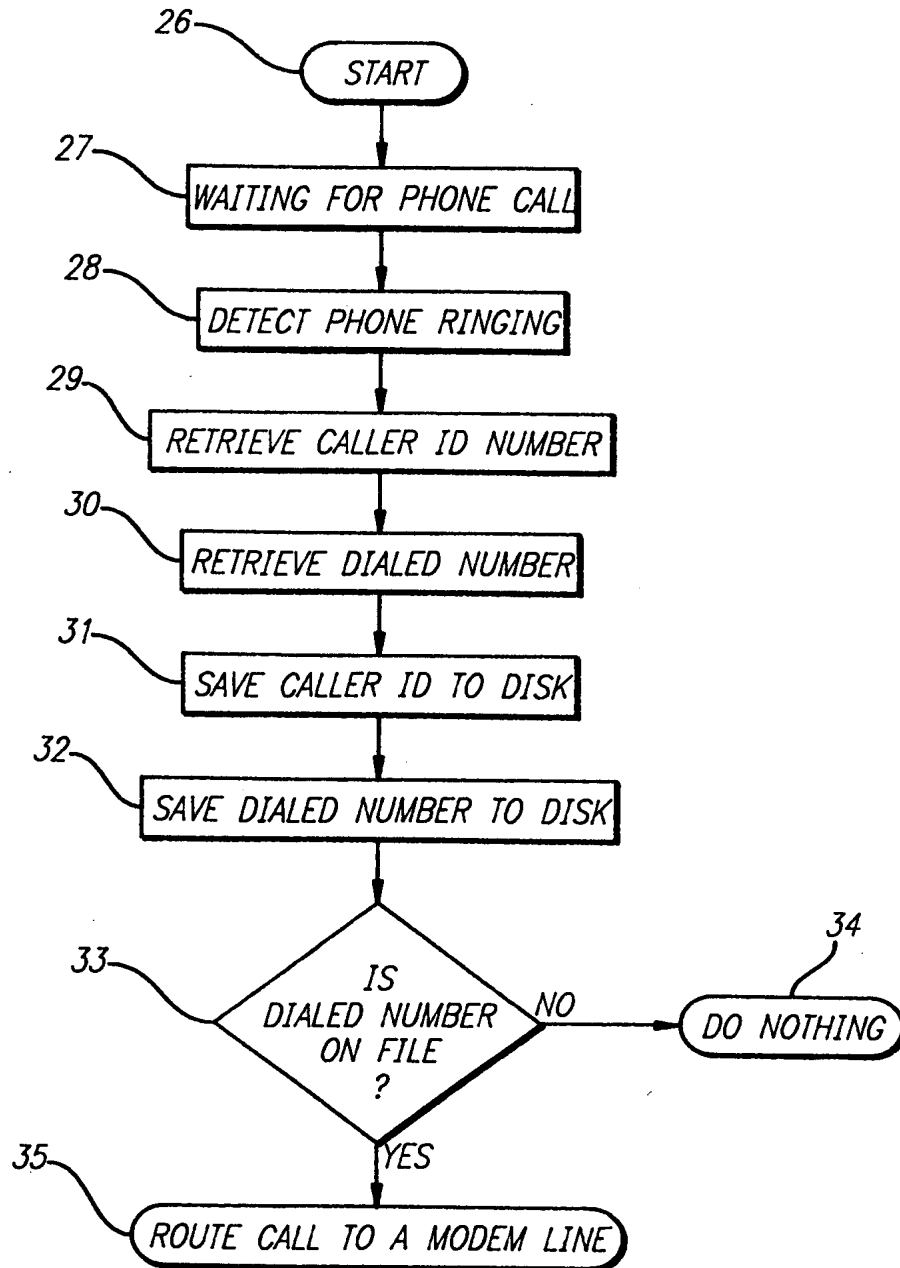 26
START
27
WAITING FOR PHONE CALL
28
DETECT PHONE RINGING
29
RETRIEVE CALLER ID NUMBER
30
RETRIEVE DIALED NUMBER
31
SAVE CALLER ID TO DISK
32
SAVE DIALED NUMBER TO DISK
33
IS
DIALED NUMBER
ON FILE
?
NO
34
DO NOTHING
YES
35
ROUTE CALL TO A MODEM LINE